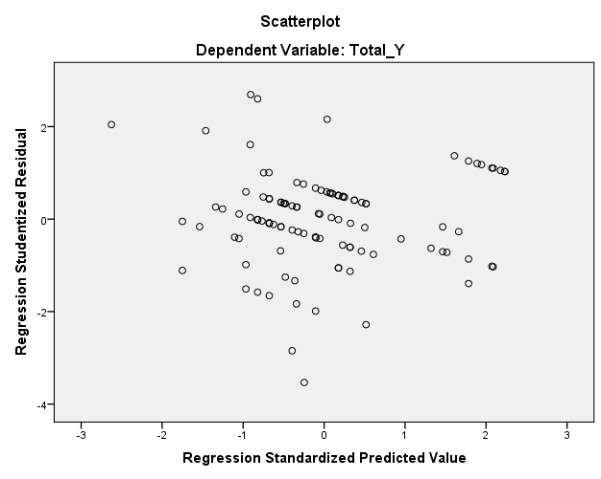 Scatterplot
Dependent Variable: Total_Y
Regression Studentized Residual
2
0
-2
-4
-3 -2 -1 0 1 2 3
Regression Standardized Predicted Value